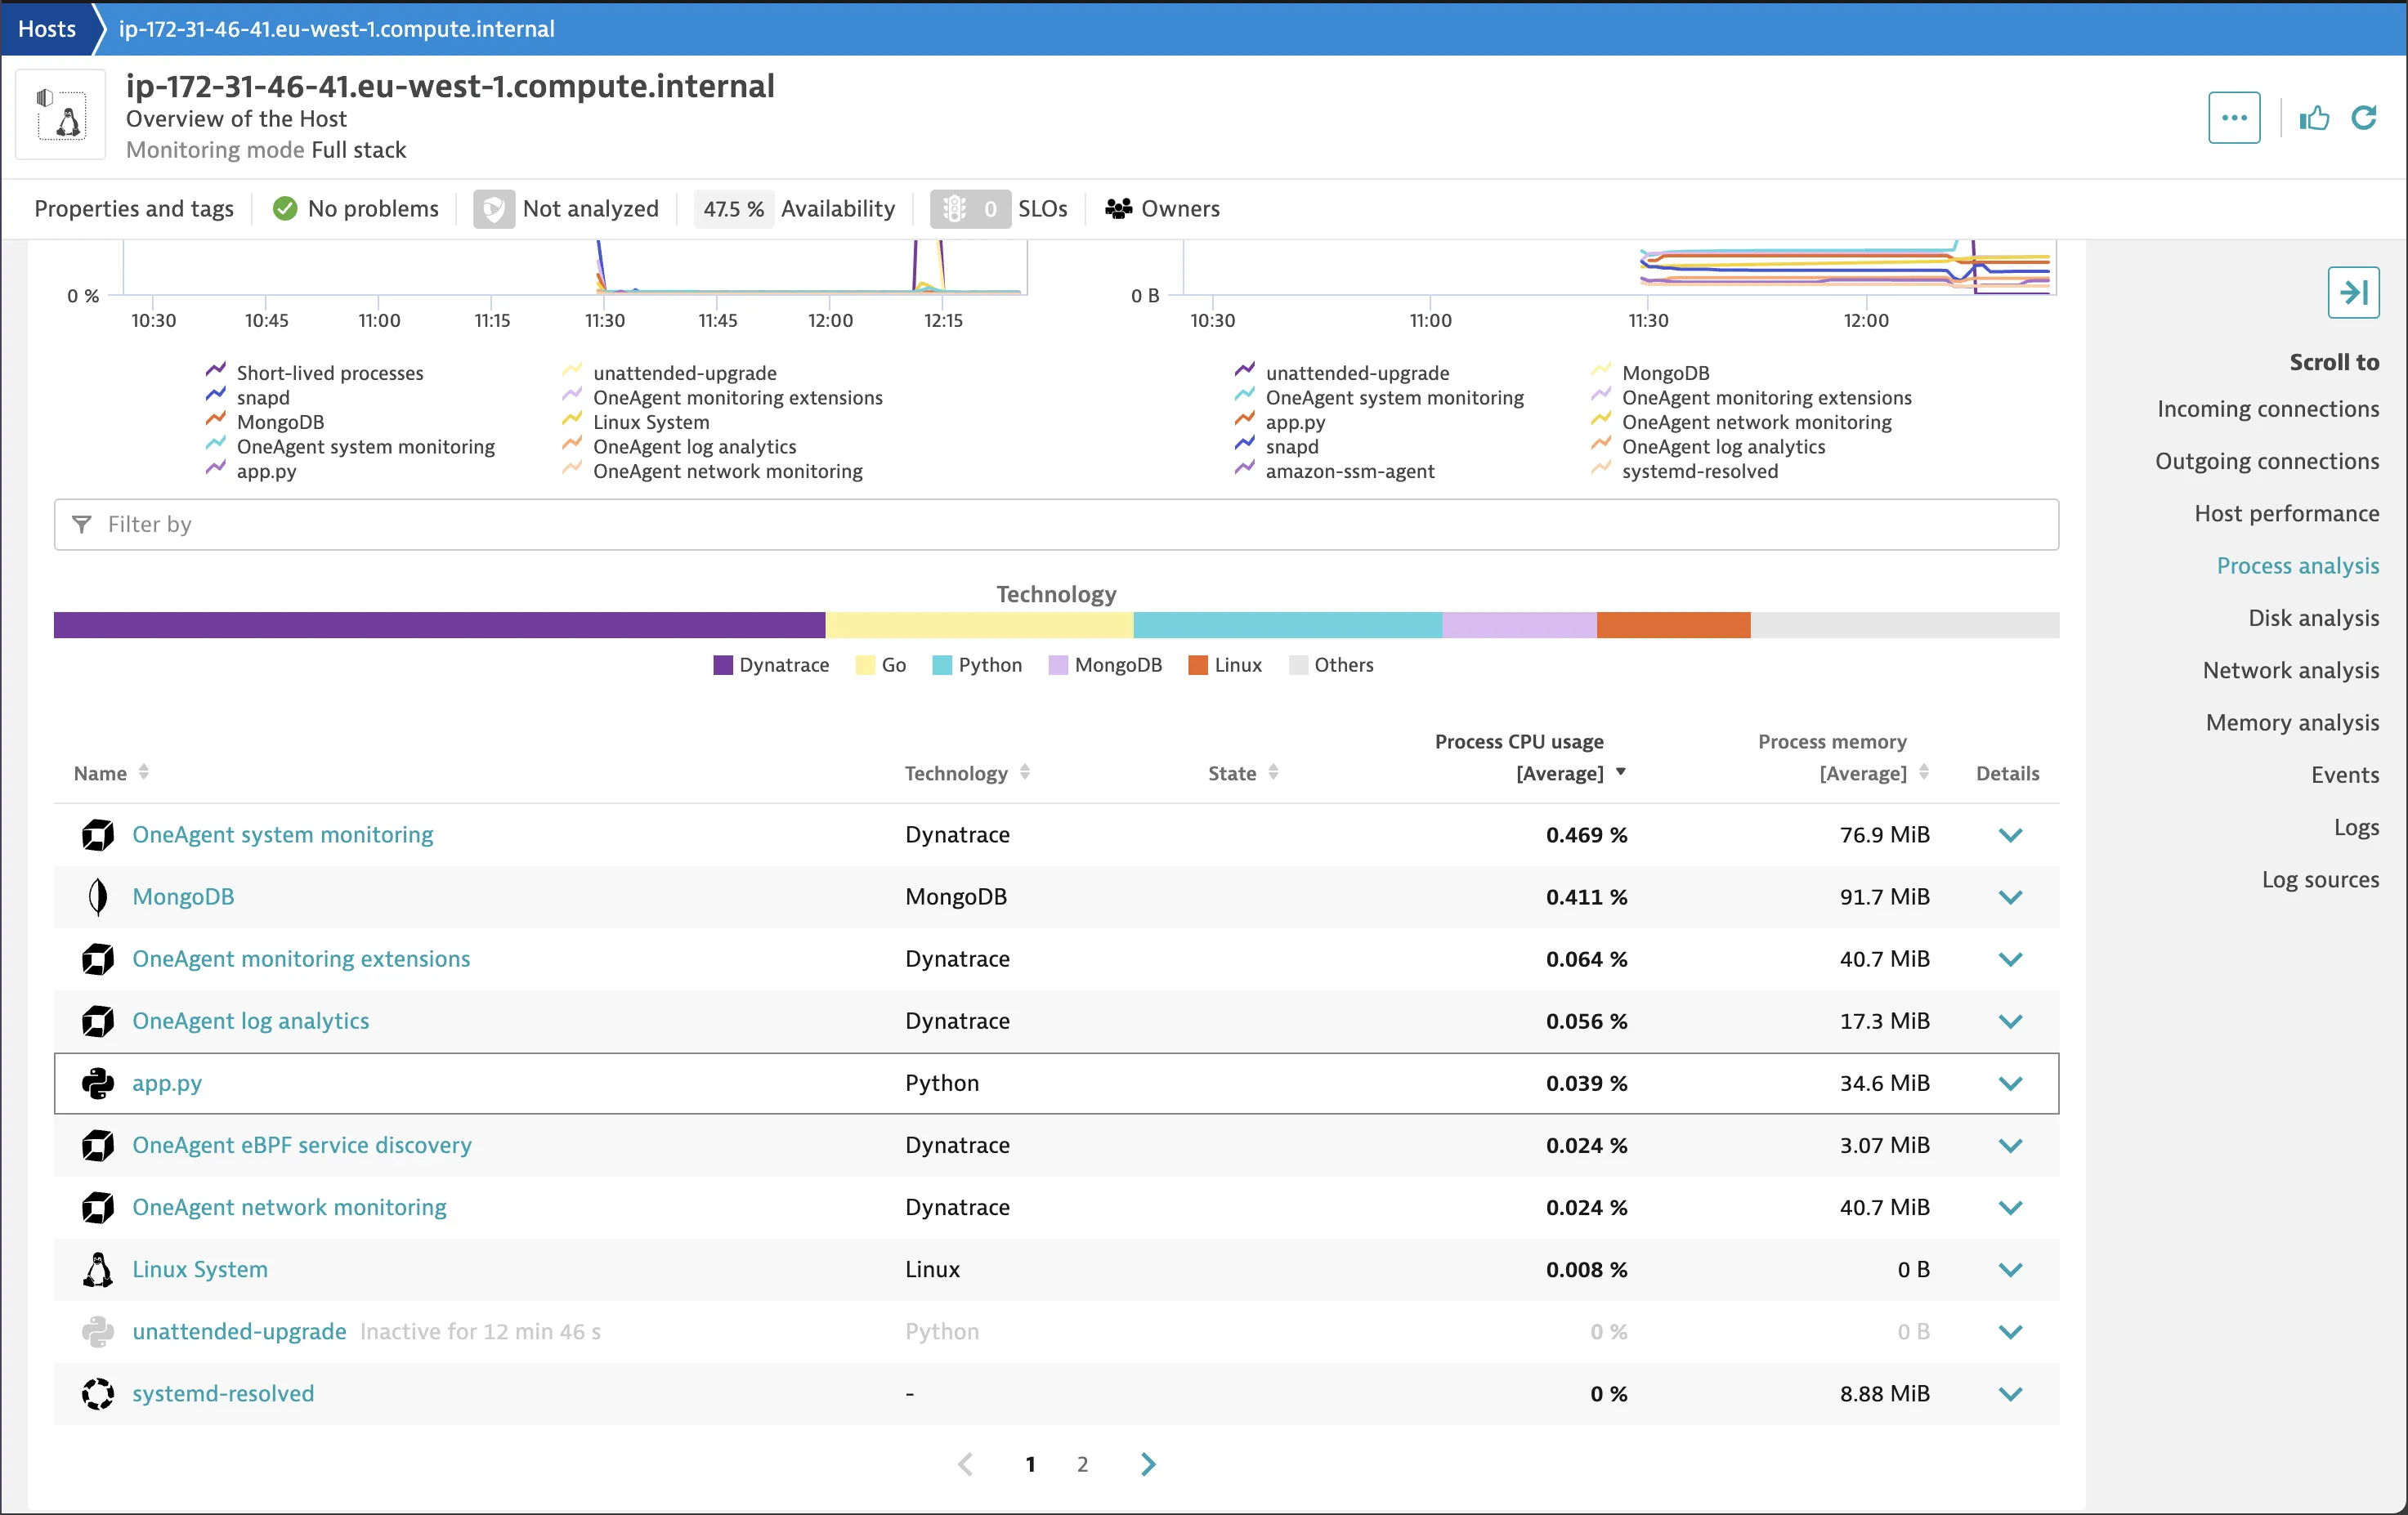 Hosts
ip-172-31-46-41.eu-west-1.compute.internal
ip-172-31-46-41.eu-west-1.compute.internal
Overview of the Host
Monitoring mode Full stack
Properties and tags
No problems
Not analyzed
47.5 % Availability
0 SLOs
Owners
0 %
10:30 10:45 11:00 11:15 11:30 11:45 12:00 12:15
Short-lived processes
snapd
MongoDB
OneAgent system monitoring
app.py
unattended-upgrade
OneAgent monitoring extensions
Linux System
OneAgent log analytics
OneAgent network monitoring
0 B
10:30 11:00 11:30 12:00
unattended-upgrade
OneAgent system monitoring
app.py
snapd
amazon-ssm-agent
MongoDB
OneAgent monitoring extensions
OneAgent network monitoring
OneAgent log analytics
systemd-resolved
Filter by
Technology
Dynatrace Go Python MongoDB Linux Others
Name Technology State Process CPU usage [Average] Process memory [Average] Details
OneAgent system monitoring Dynatrace 0.469 % 76.9 MiB
MongoDB MongoDB 0.411 % 91.7 MiB
OneAgent monitoring extensions Dynatrace 0.064 % 40.7 MiB
OneAgent log analytics Dynatrace 0.056 % 17.3 MiB
app.py Python 0.039 % 34.6 MiB
OneAgent eBPF service discovery Dynatrace 0.024 % 3.07 MiB
OneAgent network monitoring Dynatrace 0.024 % 40.7 MiB
Linux System Linux 0.008 % 0 B
unattended-upgrade Inactive for 12 min 46 s Python 0 % 0 B
systemd-resolved - 0 % 8.88 MiB
1 2
Scroll to
Incoming connections
Outgoing connections
Host performance
Process analysis
Disk analysis
Network analysis
Memory analysis
Events
Logs
Log sources